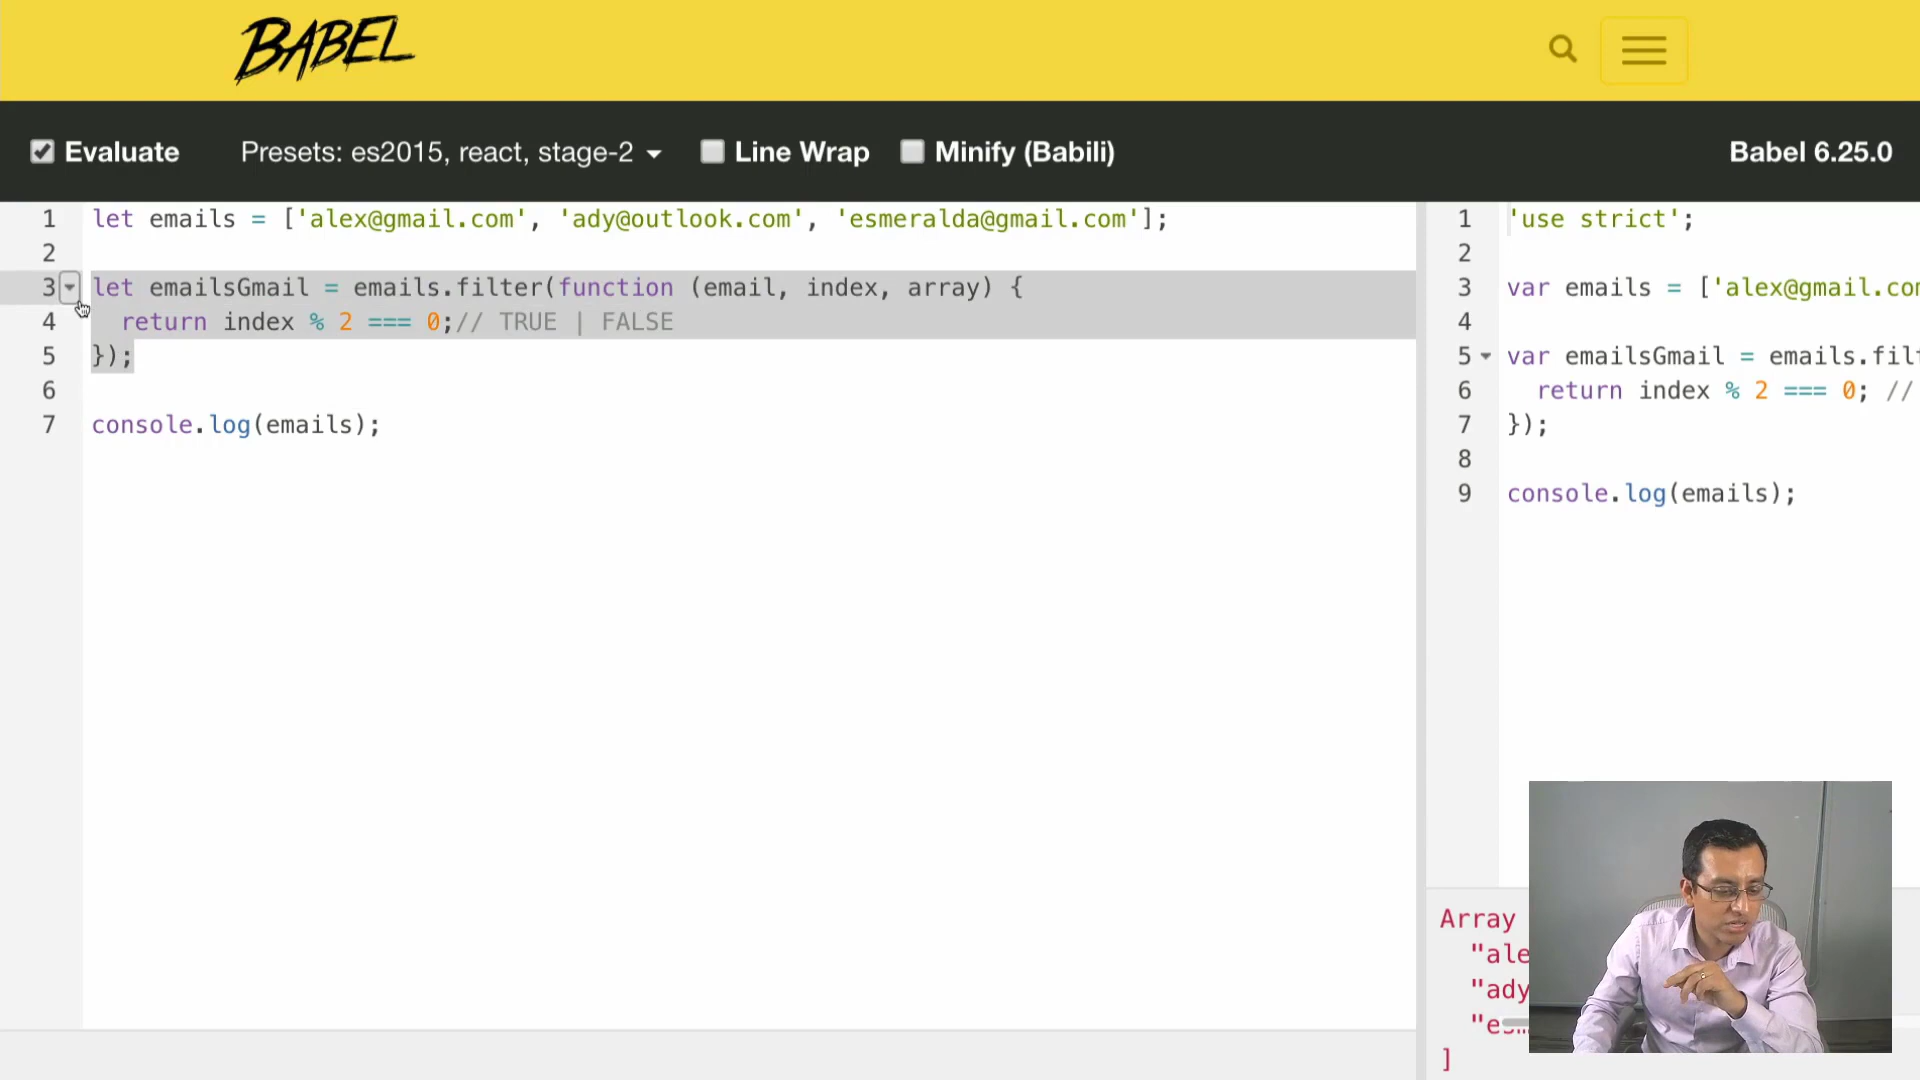 BABEL
Evaluate Presets: es2015, react, stage-2 Line Wrap Minify (Babili) Babel 6.25.0
1 let emails = ['alex@gmail.com', 'ady@outlook.com', 'esmeralda@gmail.com'];
2
3 let emailsGmail = emails.filter(function (email, index, array) {
4 return index % 2 === 0;// TRUE | FALSE
5 });
6
7 console.log(emails);
1 'use strict';
2
3 var emails = ['alex@gmail.co
4
5 var emailsGmail = emails.fil
6 return index % 2 === 0; //
7 });
8
9 console.log(emails);
Array
"ale
"ady
"es
]